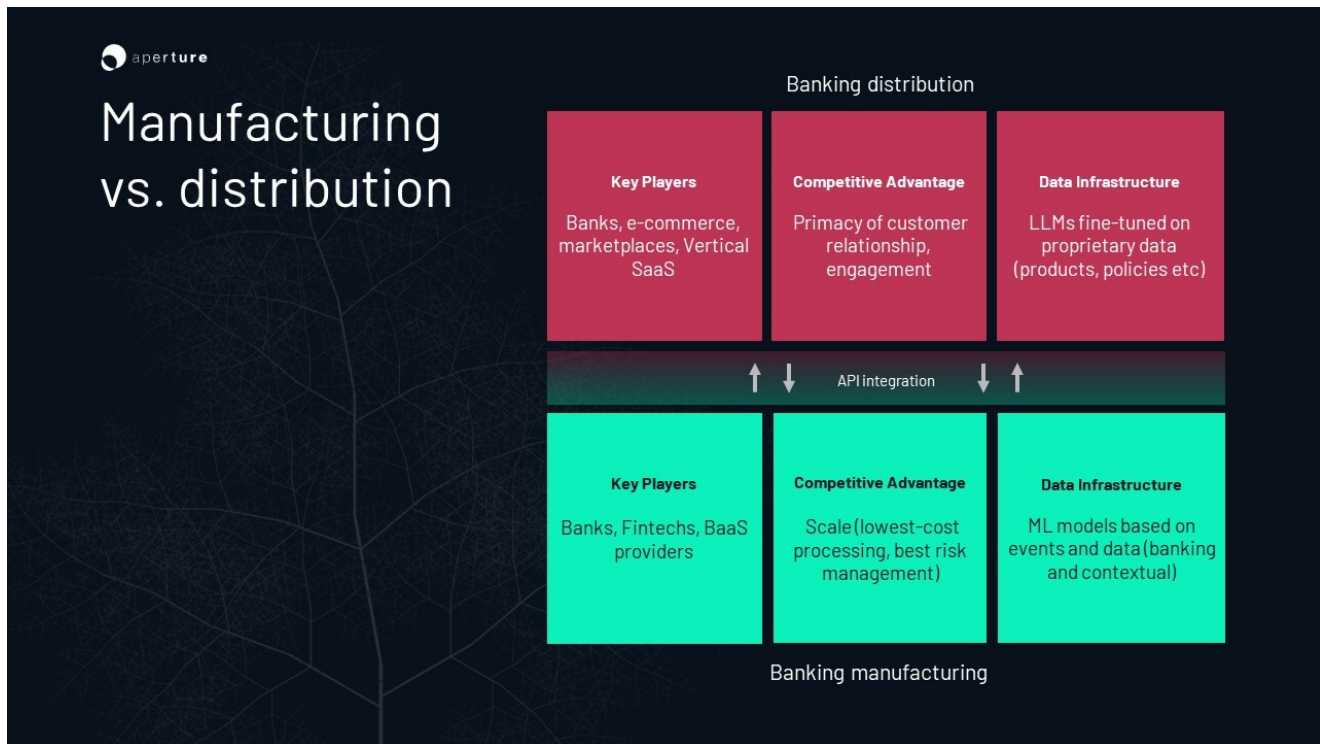 aperture
Manufacturing
vs. distribution
Banking distribution
Key Players
Banks, e-commerce,
marketplaces, Vertical
SaaS
Competitive Advantage
Primacy of customer
relationship,
engagement
Data Infrastructure
LLMs fine-tuned on
proprietary data
(products, policies etc)
API integration
Key Players
Banks, Fintechs, BaaS
providers
Competitive Advantage
Scale (lowest-cost
processing, best risk
management)
Data Infrastructure
ML models based on
events and data (banking
and contextual)
Banking manufacturing